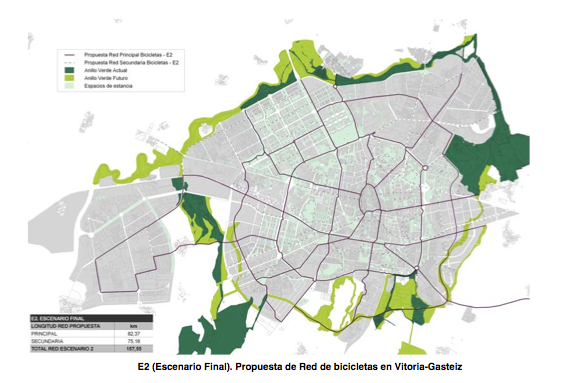 Propuesta Red Principal Bicicletas - E2
Propuesta Red Secundaria Bicicletas - E2
Anillo Verde Actual
Anillo Verde Futuro
Espacios de estancia
E2. ESCENARIO FINAL
LONGITUD RED PROPUESTA km
PRINCIPAL 82,37
SECUNDARIA 75,18
TOTAL RED ESCENARIO 2 157,55
E2 (Escenario Final). Propuesta de Red de bicicletas en Vitoria-Gasteiz